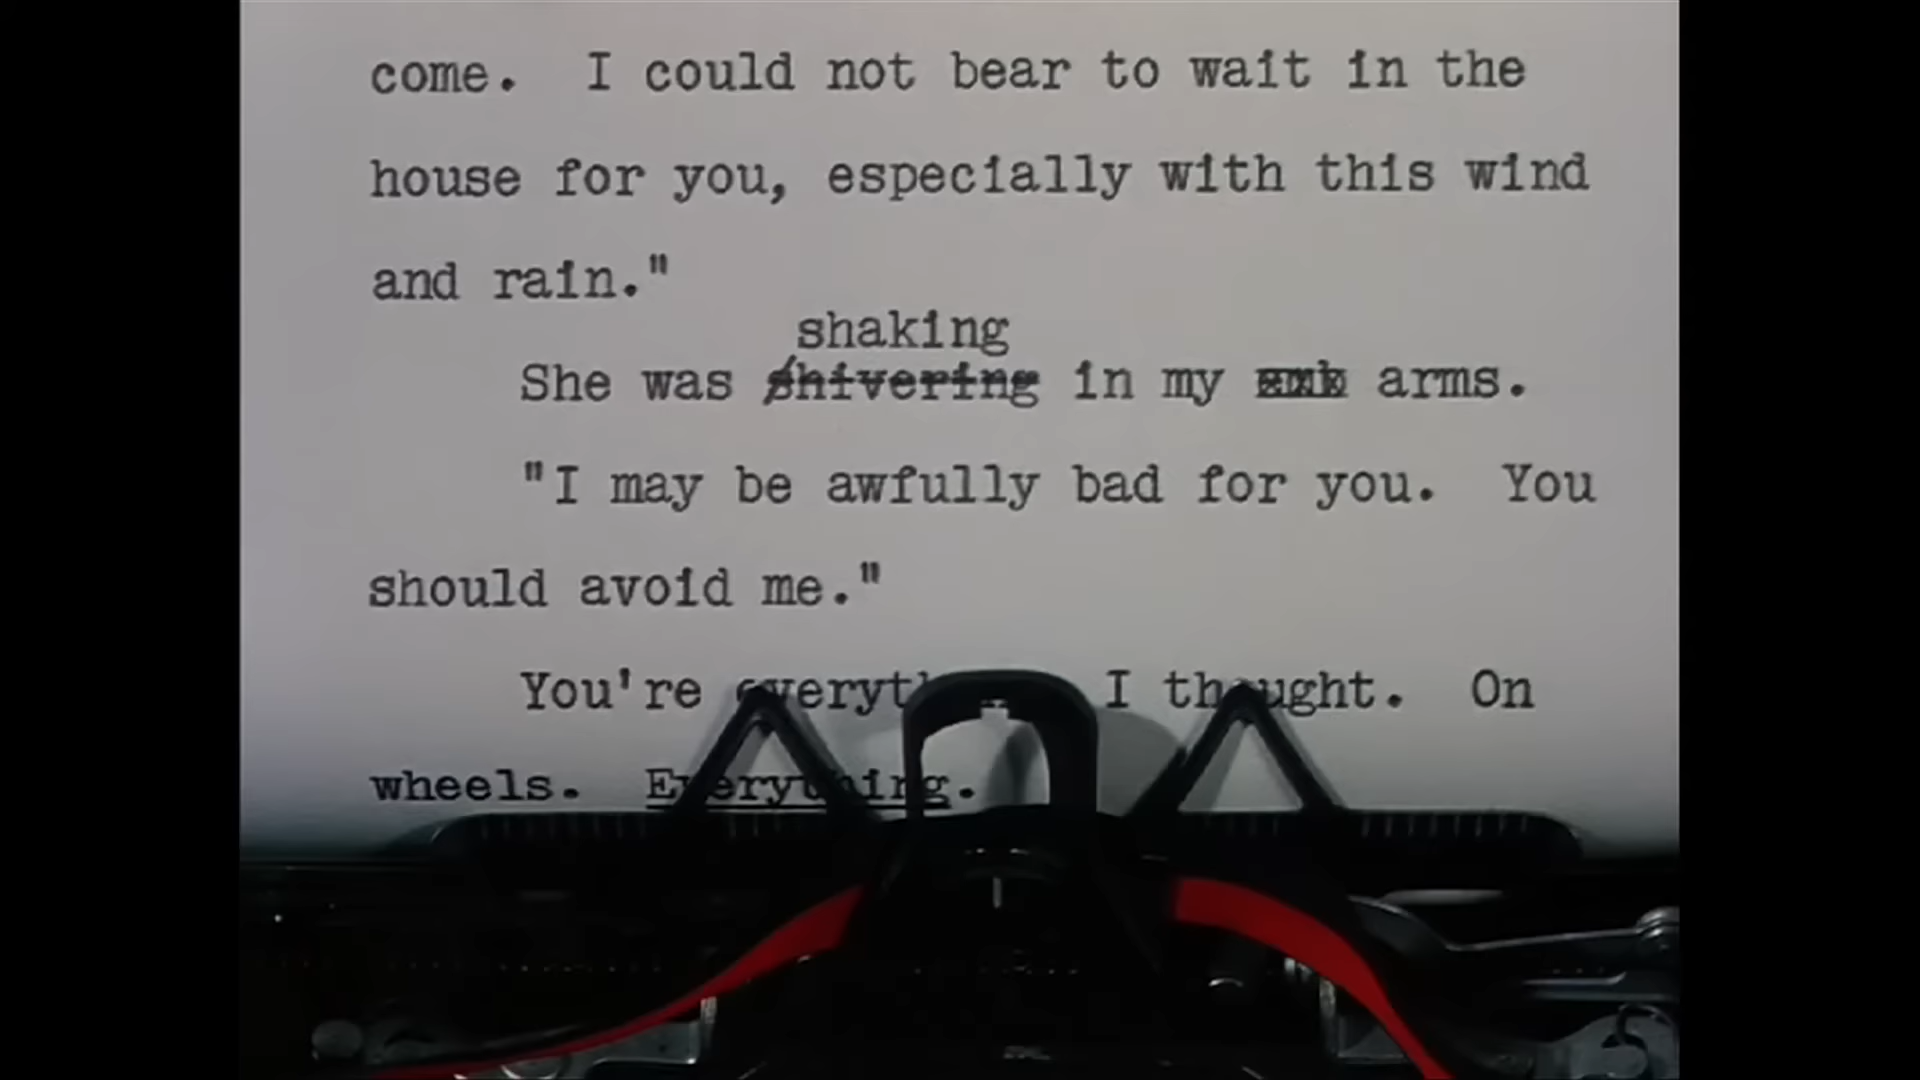 come. I could not bear to wait in the
house for you, especially with this wind
and rain."
shaking
She was shivering in my arms.
"I may be awfully bad for you. You
should avoid me."
You're everything I thought. On
wheels. Everything.